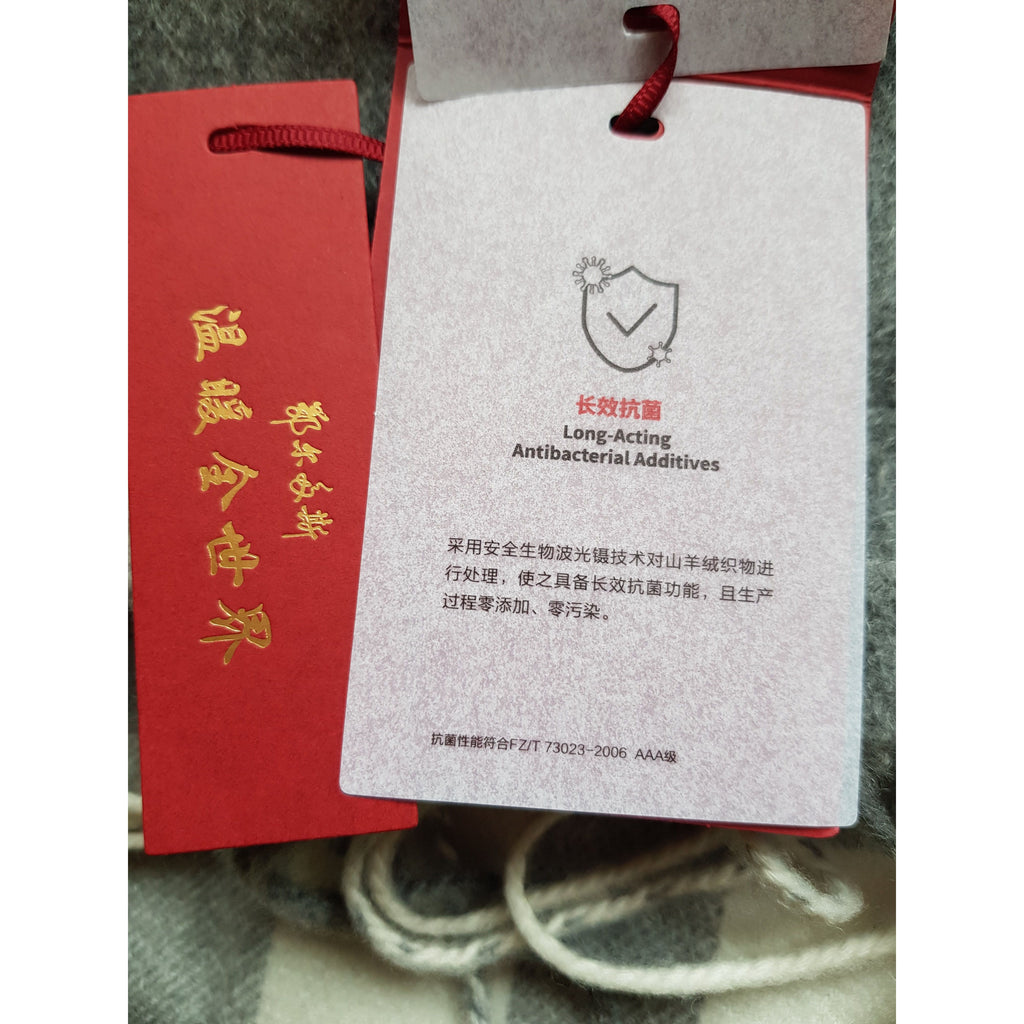 温暖全世界
鄂尔多斯
长效抗菌
Long-Acting
Antibacterial Additives
采用安全生物波光镊技术对山羊绒织物进
行处理，使之具备长效抗菌功能，且生产
过程零添加、零污染。
抗菌性能符合FZ/T 73023-2006 AAA级